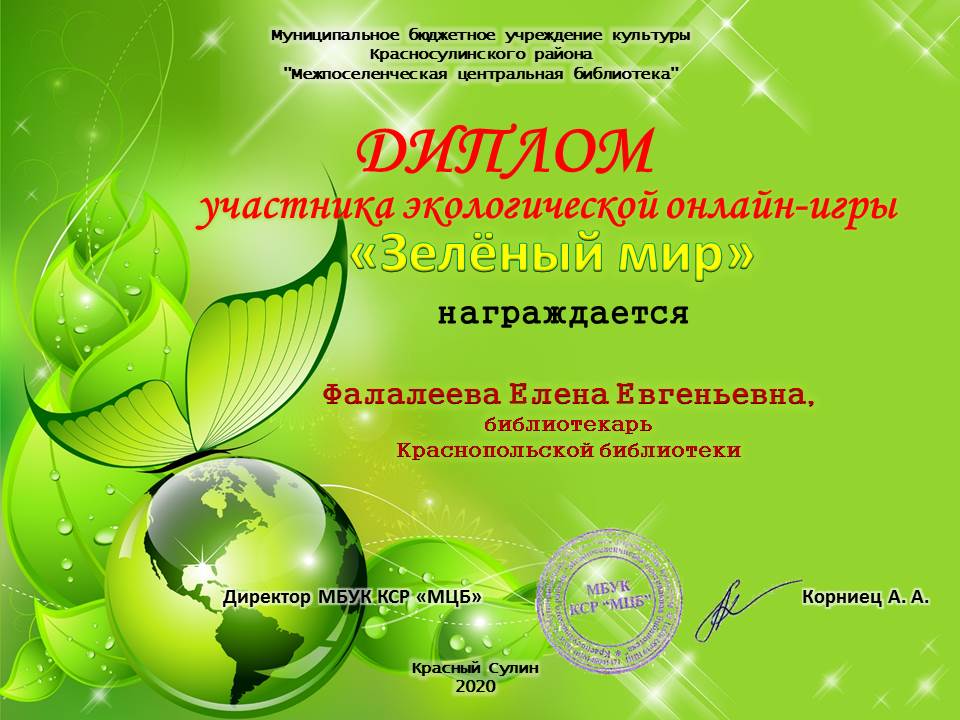 Муниципальное бюджетное учреждение культуры
Красносулинского района
"Межпоселенческая центральная библиотека"
ДИПЛОМ
участника экологической онлайн-игры
«Зелёный мир»
награждается
Фалалеева Елена Евгеньевна,
библиотекарь
Краснопольской библиотеки
Директор МБУК КСР «МЦБ»
МБУК
КСР "МЦБ"
Корниец А. А.
Красный Сулин
2020